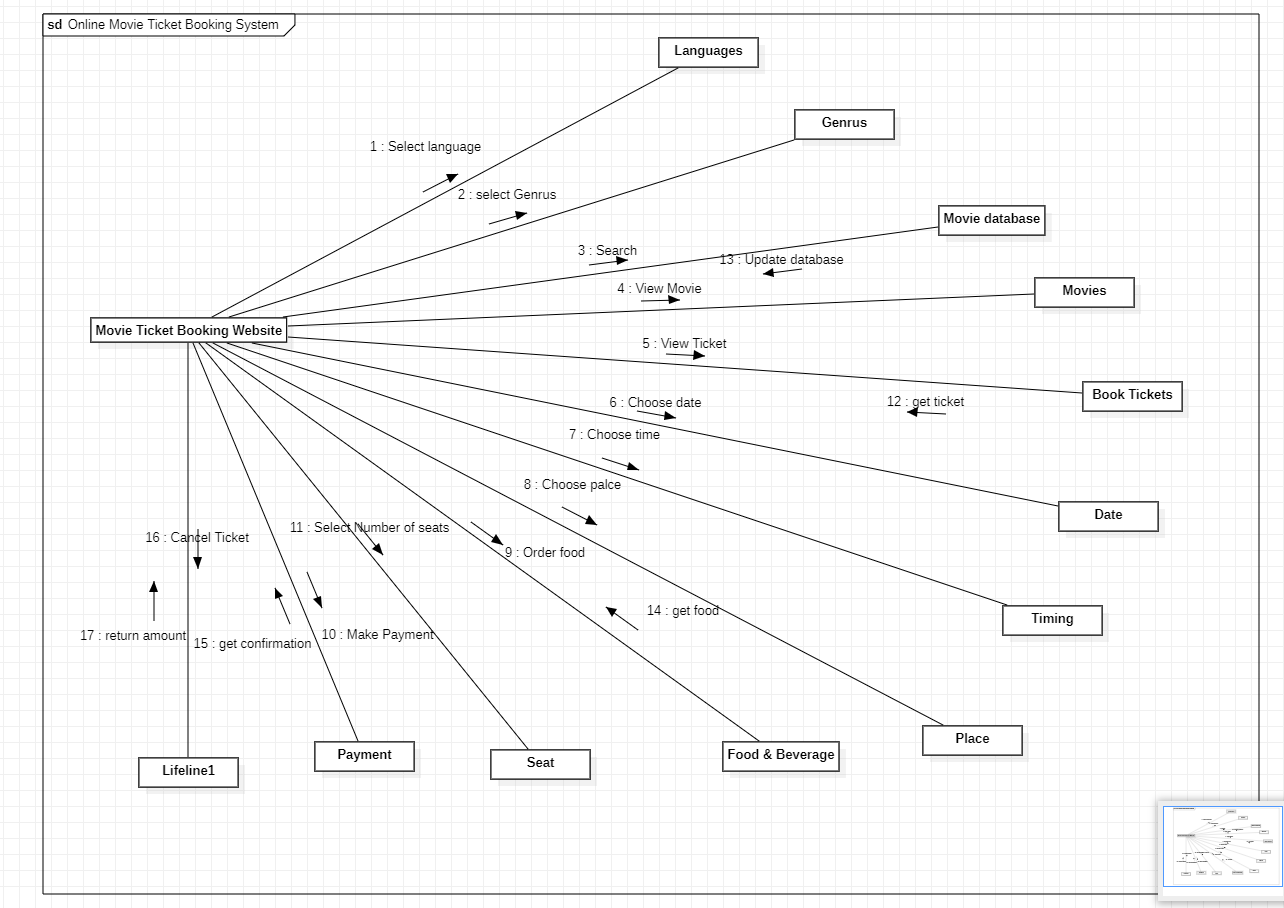 sd Online Movie Ticket Booking System
Languages
Genrus
1 : Select language
2 : select Genrus
Movie database
3 : Search
13 : Update database
4 : View Movie
Movies
Movie Ticket Booking Website
5 : View Ticket
Book Tickets
6 : Choose date
12 : get ticket
7 : Choose time
8 : Choose palce
Date
11 : Select Number of seats
16 : Cancel Ticket
9 : Order food
14 : get food
Timing
17 : return amount
15 : get confirmation
10 : Make Payment
Place
Payment
Food & Beverage
Seat
Lifeline1